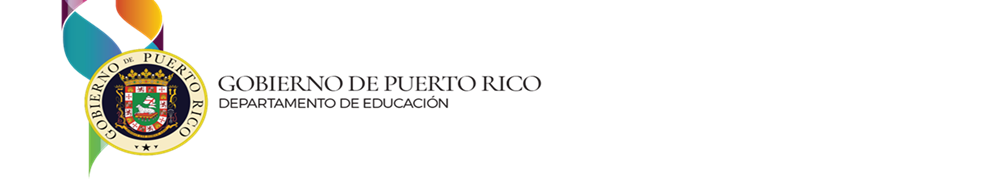 GOBIERNO DE PUERTO RICO
GOBIERNO DE PUERTO RICO
DEPARTAMENTO DE EDUCACIÓN